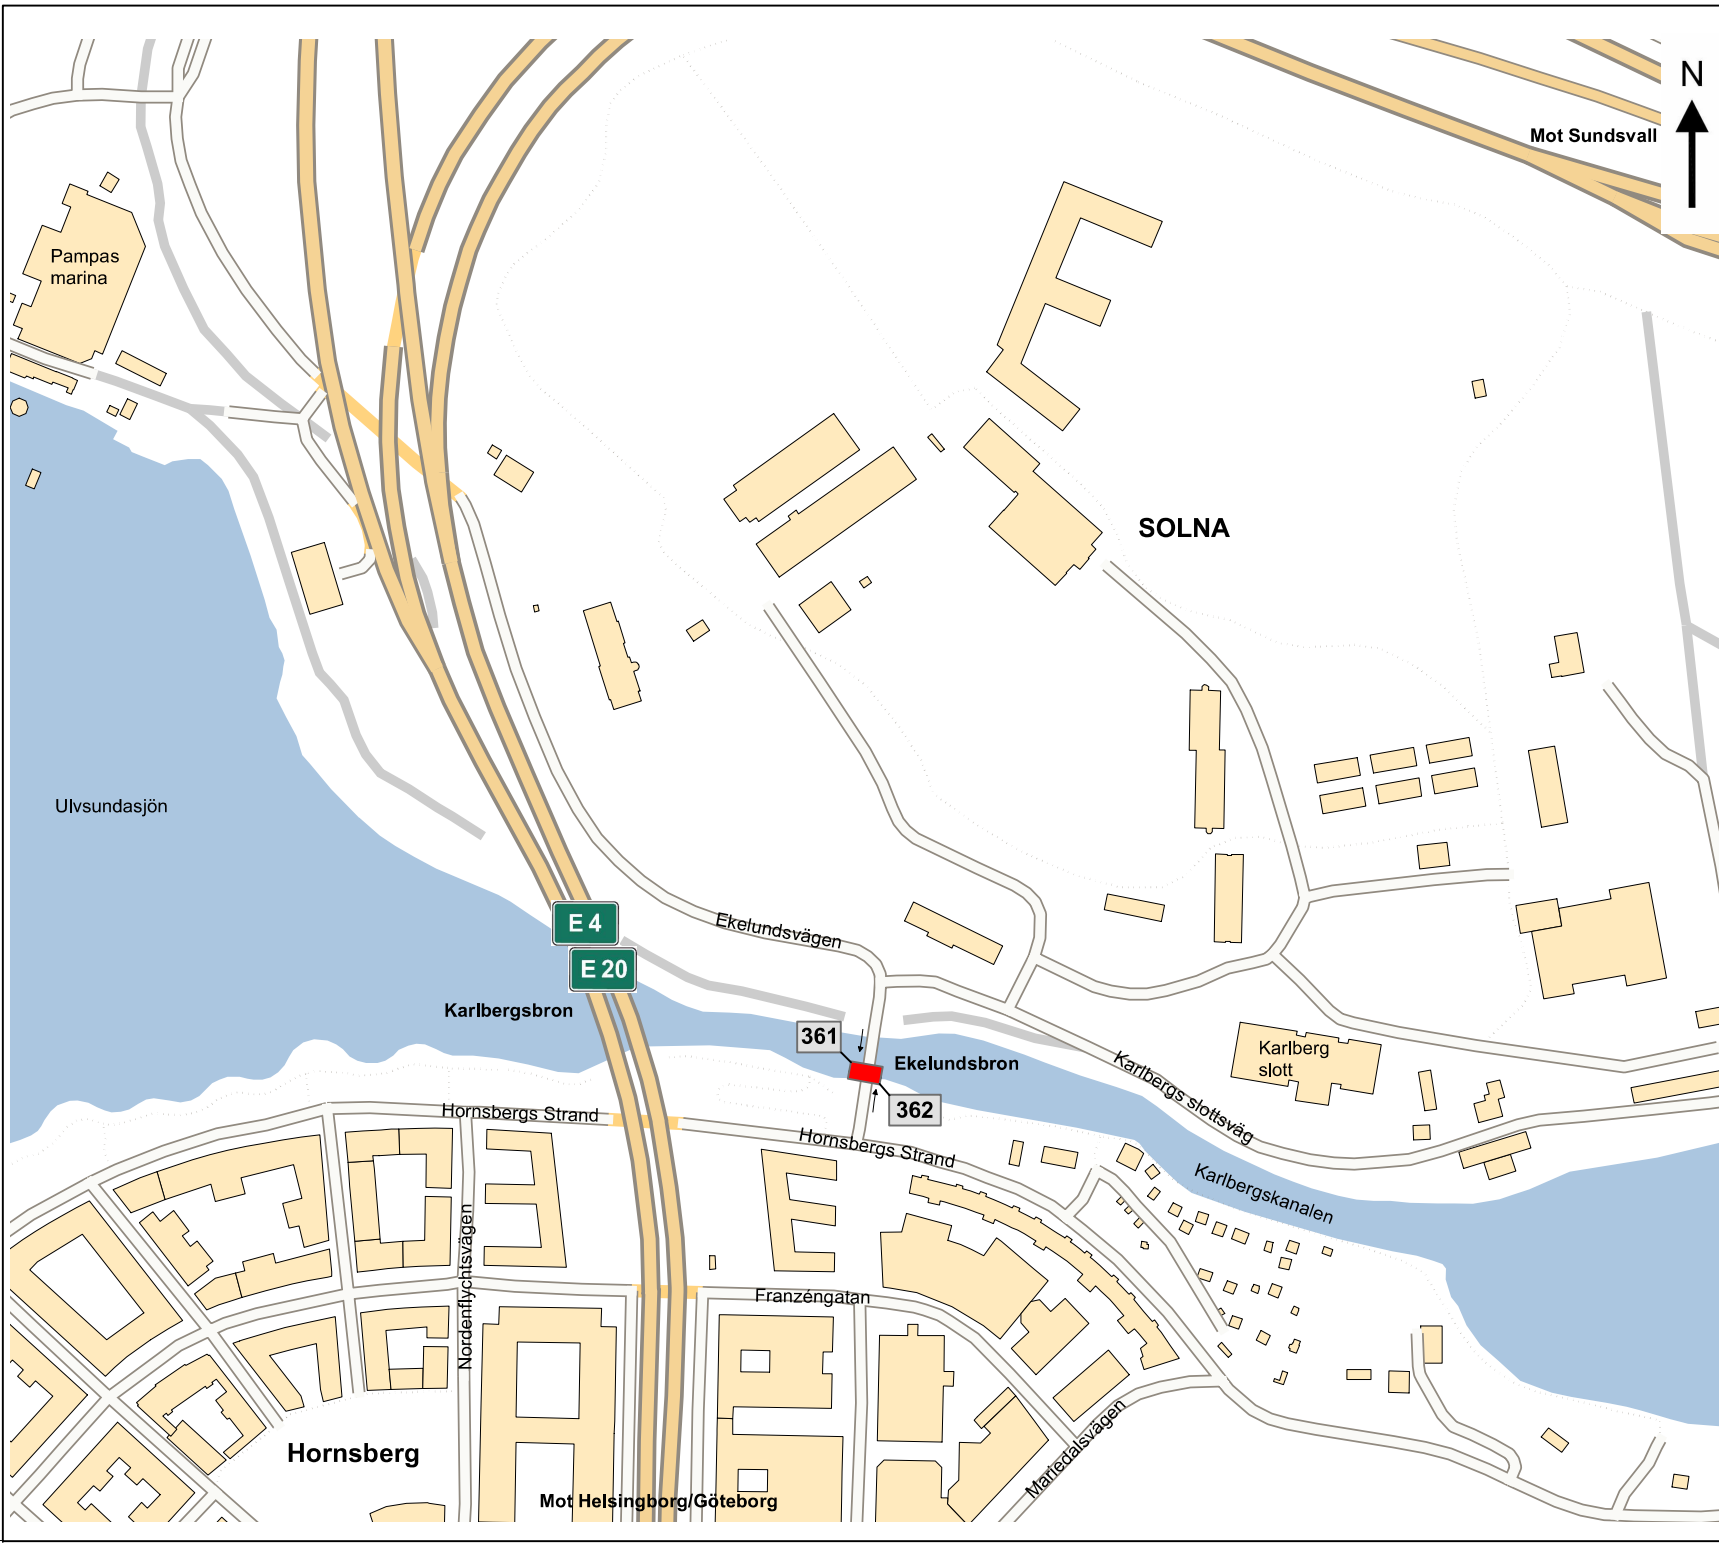 N
Mot Sundsvall
Pampas
marina
SOLNA
Ulvsundasjön
E 4
Ekelundsvägen
E 20
Karlbergsbron
361
Ekelundsbron
Karlberg
slott
Karlbergs slottsväg
362
Hornsbergs Strand
Hornsbergs Strand
Karlbergskanalen
Nordenflychtsvägen
Franzéngatan
Mariedalsvägen
Hornsberg
Mot Helsingborg/Göteborg